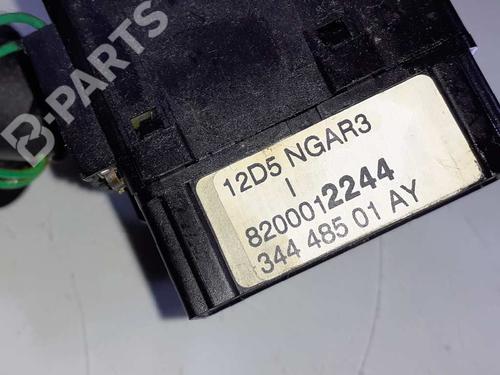 B-PARTS
12D5 NGAR3
I
8200012244
344 485 01 AY